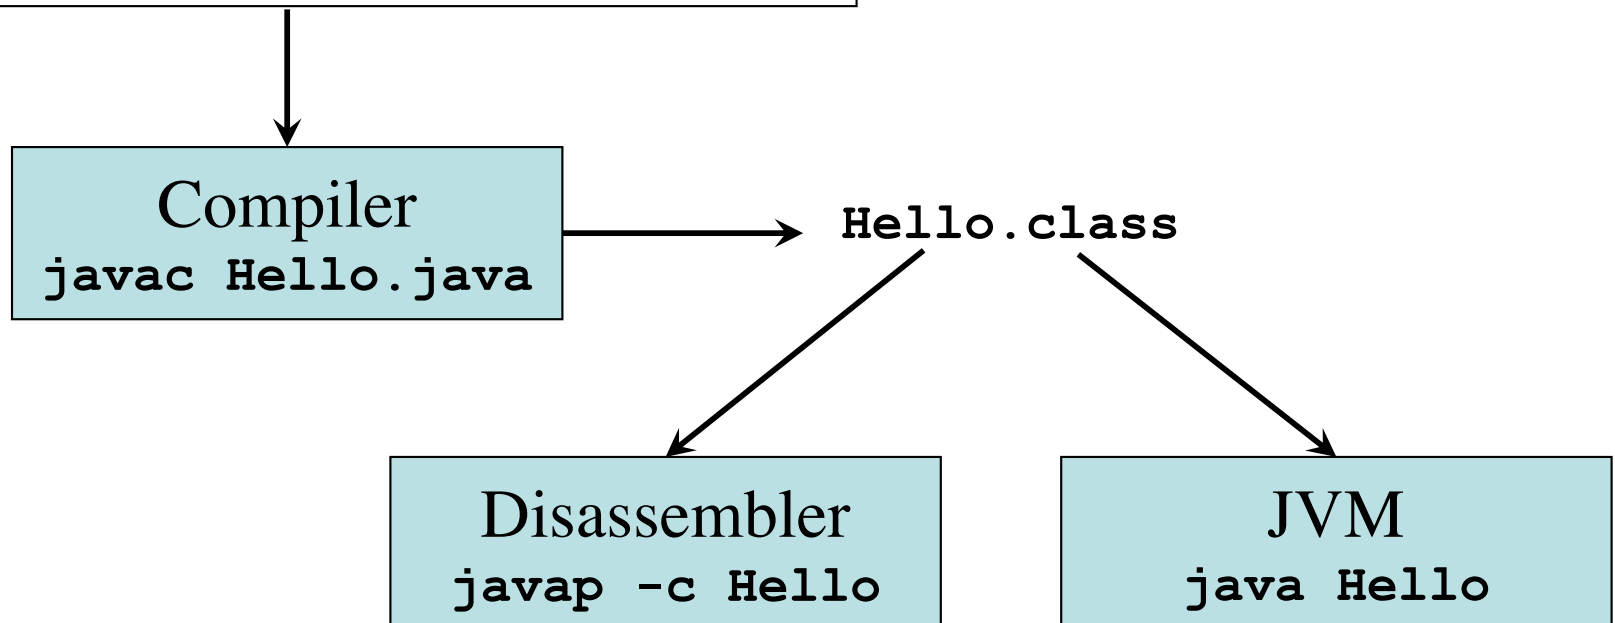 Compiler
javac Hello.java
Hello.class
Disassembler
javap -c Hello
JVM
java Hello